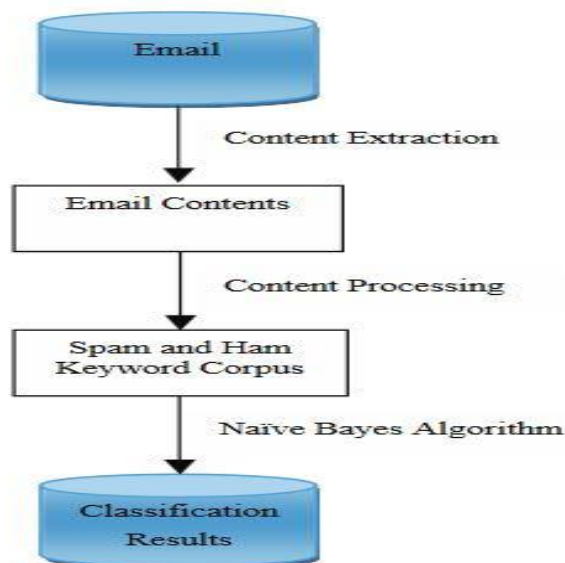 Email
Content Extraction
Email Contents
Content Processing
Spam and Ham
Keyword Corpus
Naïve Bayes Algorithm
Classification
Results